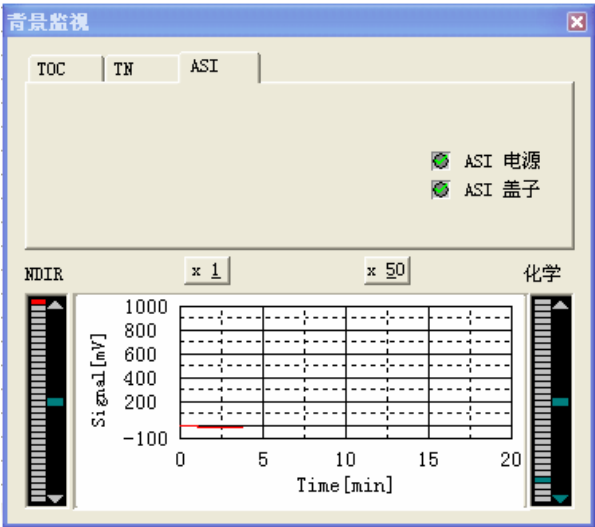 背景监视
TOC TN ASI
ASI 电源
ASI 盖子
NDIR x 1 x 50 化学
1000
800
600
400
200
-100
Signal[mV]
0 5 10 15 20
Time[min]